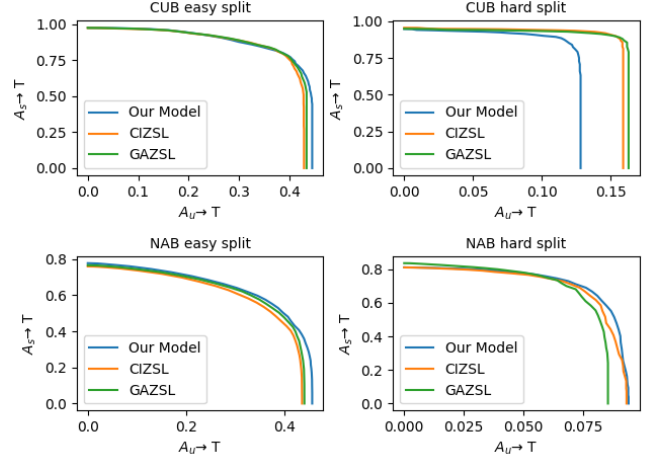 CUB easy split
1.00
0.75
0.50
0.25
0.00
A_s → T
Our Model
CIZSL
GAZSL
0.0 0.1 0.2 0.3 0.4
A_u → T
CUB hard split
1.00
0.75
0.50
0.25
0.00
A_s → T
Our Model
CIZSL
GAZSL
0.00 0.05 0.10 0.15
A_u → T
NAB easy split
0.8
0.6
0.4
0.2
0.0
A_s → T
Our Model
CIZSL
GAZSL
0.0 0.2 0.4
A_u → T
NAB hard split
0.8
0.6
0.4
0.2
0.0
A_s → T
Our Model
CIZSL
GAZSL
0.000 0.025 0.050 0.075
A_u → T